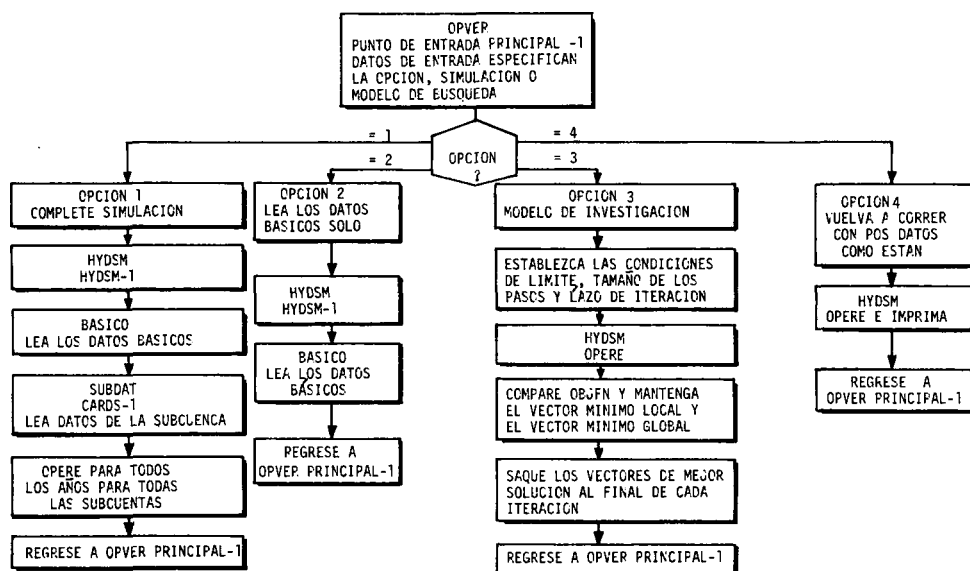 OPVER
PUNTO DE ENTRADA PRINCIPAL -1
DATOS DE ENTRADA ESPECIFICAN
LA OPCION, SIMULACION O
MODELO DE BUSQUEDA
OPCION
?
= 1
= 2
= 3
= 4
OPCION 1
COMPLETE SIMULACION
HYDSM
HYDSM-1
BASICO
LEA LOS DATOS BASICOS
SUBDAT
CARDS-1
LEA DATOS DE LA SUBCUENCA
OPERE PARA TODOS
LOS AÑOS PARA TODAS
LAS SUBCUENTAS
REGRESE A OPVER PRINCIPAL-1
OPCION 2
LEA LOS DATOS
BASICOS SOLO
HYDSM
HYDSM-1
BASICO
LEA LOS DATOS
BÁSICOS
REGRESE A
OPVER PRINCIPAL-1
OPCION 3
MODELO DE INVESTIGACION
ESTABLEZCA LAS CONDICIONES
DE LIMITE, TAMAÑO DE LOS
PASOS Y LAZO DE ITERACION
HYDSM
OPERE
COMPARE OBJFN Y MANTENGA
EL VECTOR MINIMO LOCAL Y
EL VECTOR MINIMO GLOBAL
SAQUE LOS VECTORES DE MEJOR
SOLUCION AL FINAL DE CADA
ITERACION
REGRESE A OPVER PRINCIPAL-1
OPCION 4
VUELVA A CORRER
CON POS DATOS
COMO ESTAN
HYDSM
OPERE E IMPRIMA
REGRESE A
OPVER PRINCIPAL-1